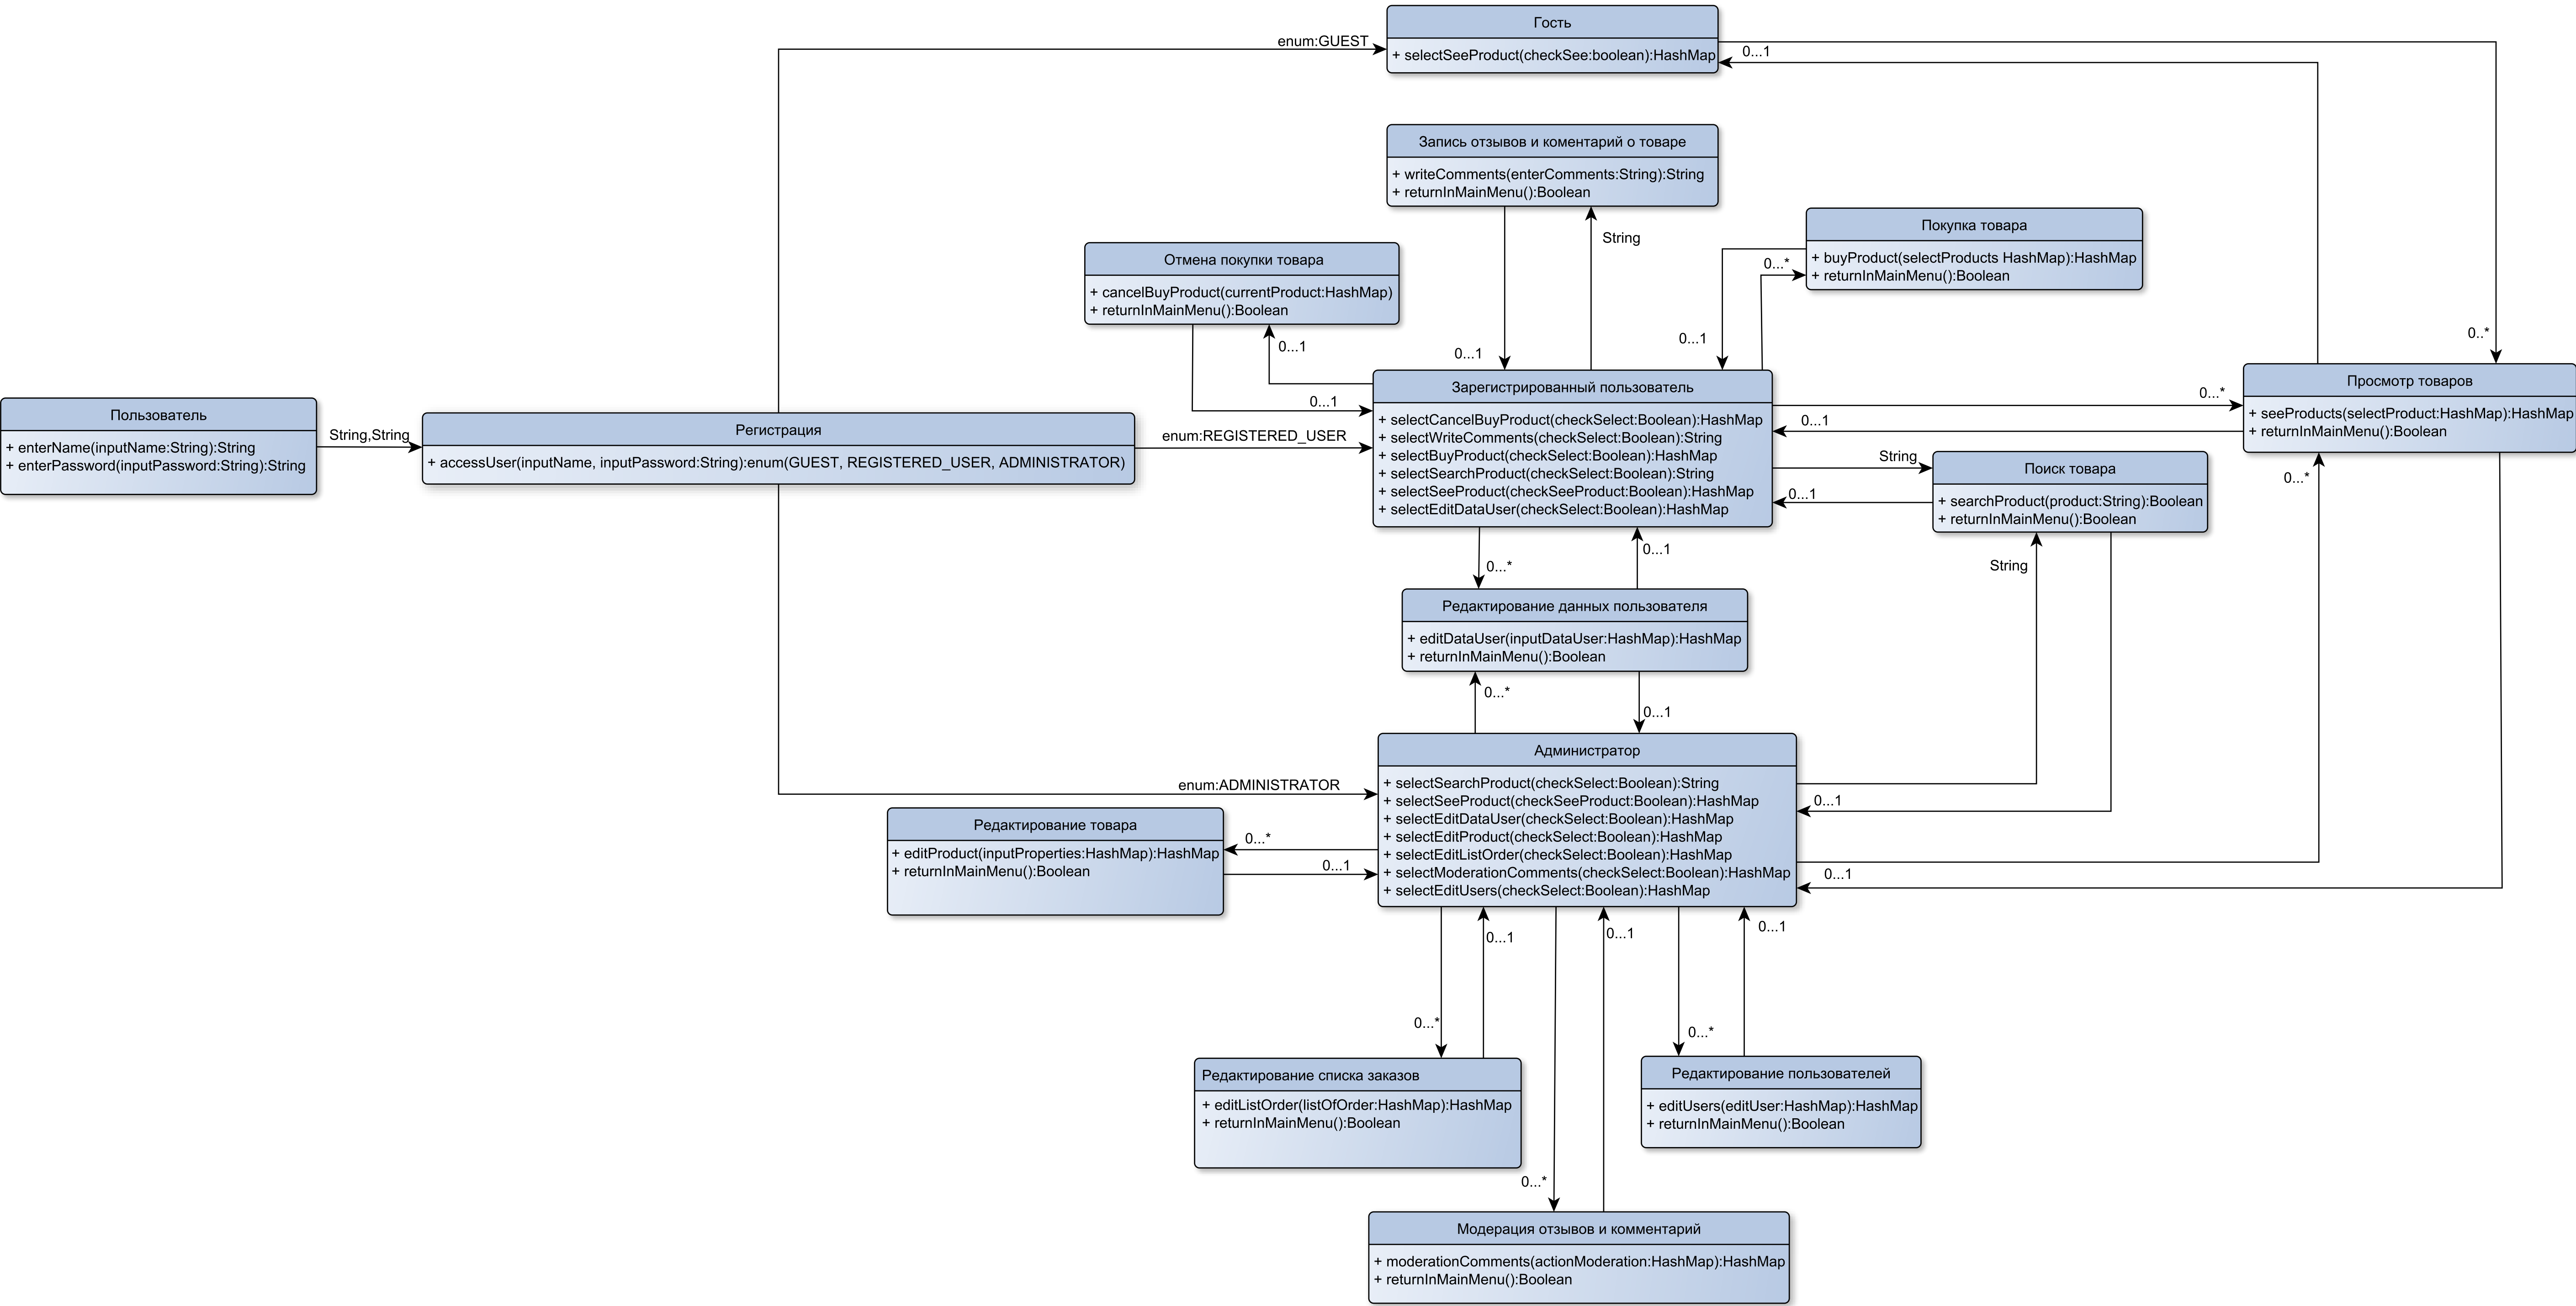 Гость
+ selectSeeProduct(checkSee:boolean):HashMap
enum:GUEST
0...1
Запись отзывов и коментарий о товаре
+ writeComments(enterComments:String):String
+ returnInMainMenu():Boolean
String
0...1
Покупка товара
+ buyProduct(selectProducts HashMap):HashMap
+ returnInMainMenu():Boolean
0...*
0...1
Отмена покупки товара
+ cancelBuyProduct(currentProduct:HashMap)
+ returnInMainMenu():Boolean
0...1
0...1
0..*
Пользователь
+ enterName(inputName:String):String
+ enterPassword(inputPassword:String):String
String,String
Регистрация
+ accessUser(inputName, inputPassword:String):enum(GUEST, REGISTERED_USER, ADMINISTRATOR)
enum:REGISTERED_USER
Зарегистрированный пользователь
+ selectCancelBuyProduct(checkSelect:Boolean):HashMap
+ selectWriteComments(checkSelect:Boolean):String
+ selectBuyProduct(checkSelect:Boolean):HashMap
+ selectSearchProduct(checkSelect:Boolean):String
+ selectSeeProduct(checkSeeProduct:Boolean):HashMap
+ selectEditDataUser(checkSelect:Boolean):HashMap
0...*
0...1
Просмотр товаров
+ seeProducts(selectProduct:HashMap):HashMap
+ returnInMainMenu():Boolean
String
0...1
Поиск товара
+ searchProduct(product:String):Boolean
+ returnInMainMenu():Boolean
0...*
String
0...*
0...1
Редактирование данных пользователя
+ editDataUser(inputDataUser:HashMap):HashMap
+ returnInMainMenu():Boolean
0...*
0...1
enum:ADMINISTRATOR
Администратор
+ selectSearchProduct(checkSelect:Boolean):String
+ selectSeeProduct(checkSeeProduct:Boolean):HashMap
+ selectEditDataUser(checkSelect:Boolean):HashMap
+ selectEditProduct(checkSelect:Boolean):HashMap
+ selectEditListOrder(checkSelect:Boolean):HashMap
+ selectModerationComments(checkSelect:Boolean):HashMap
+ selectEditUsers(checkSelect:Boolean):HashMap
0...1
0...1
Редактирование товара
+ editProduct(inputProperties:HashMap):HashMap
+ returnInMainMenu():Boolean
0...*
0...1
0...1
0...1
0...1
0...*
0...*
Редактирование списка заказов
+ editListOrder(listOfOrder:HashMap):HashMap
+ returnInMainMenu():Boolean
Редактирование пользователей
+ editUsers(editUser:HashMap):HashMap
+ returnInMainMenu():Boolean
0...*
Модерация отзывов и комментарий
+ moderationComments(actionModeration:HashMap):HashMap
+ returnInMainMenu():Boolean